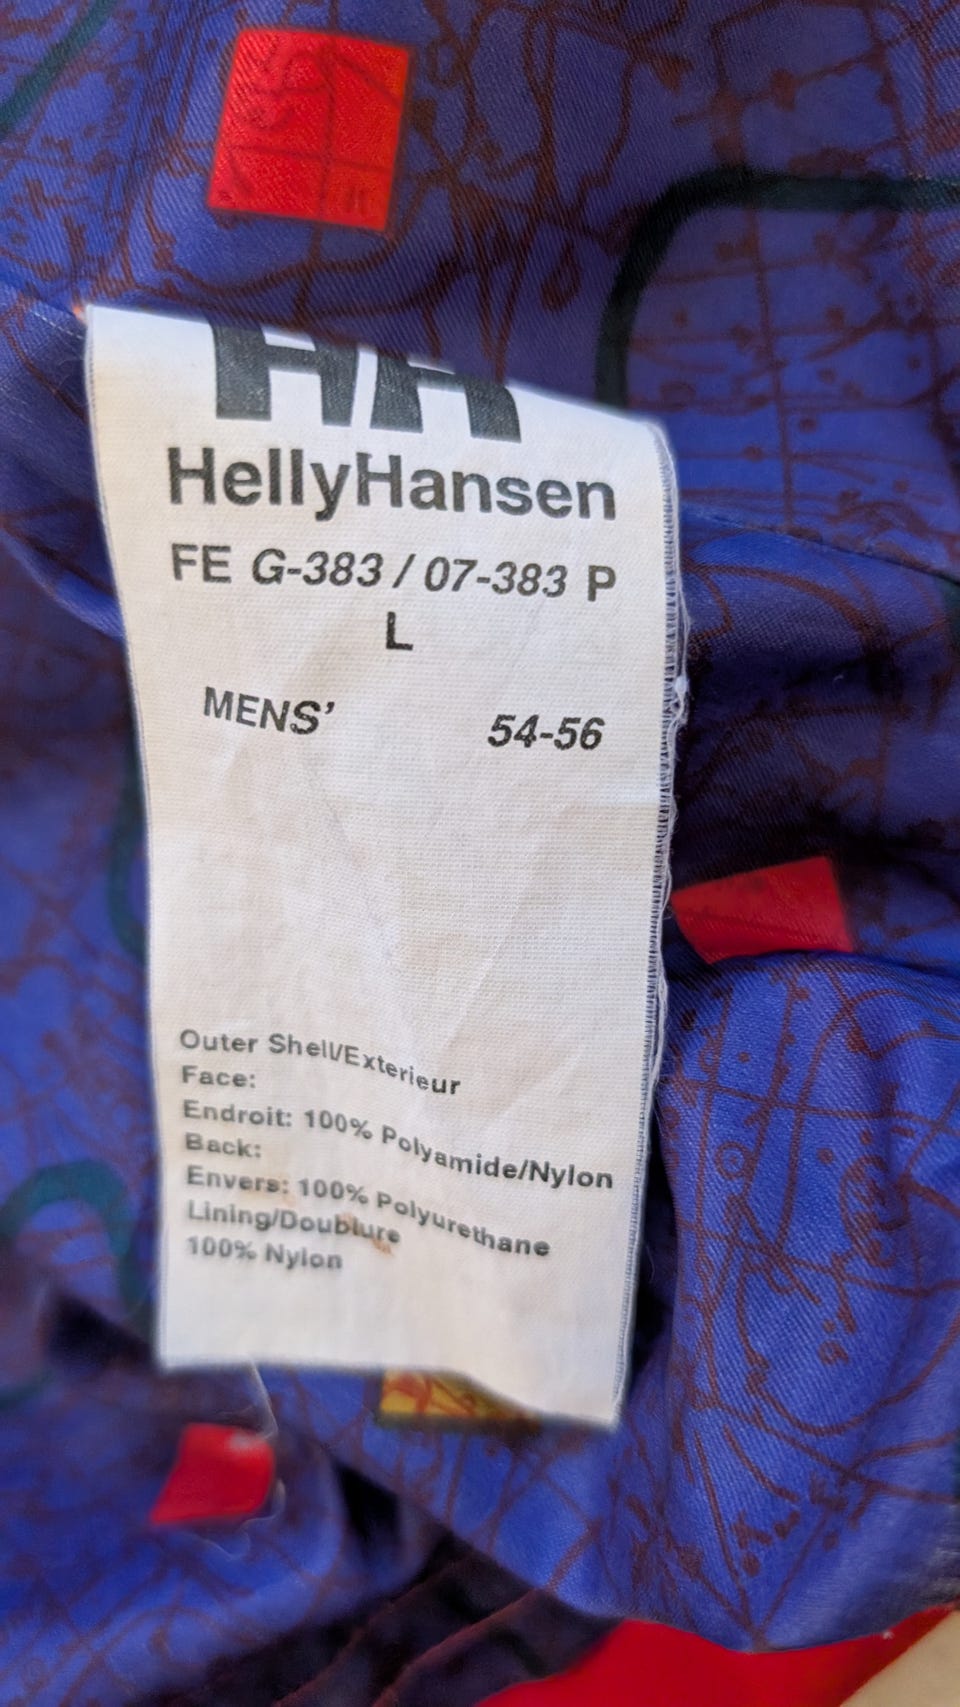 HH
HellyHansen
FE G-383 / 07-383 P
L
MENS’ 54-56
Outer Shell/Exterieur
Face:
Endroit: 100% Polyamide/Nylon
Back:
Envers: 100% Polyurethane
Lining/Doublure
100% Nylon